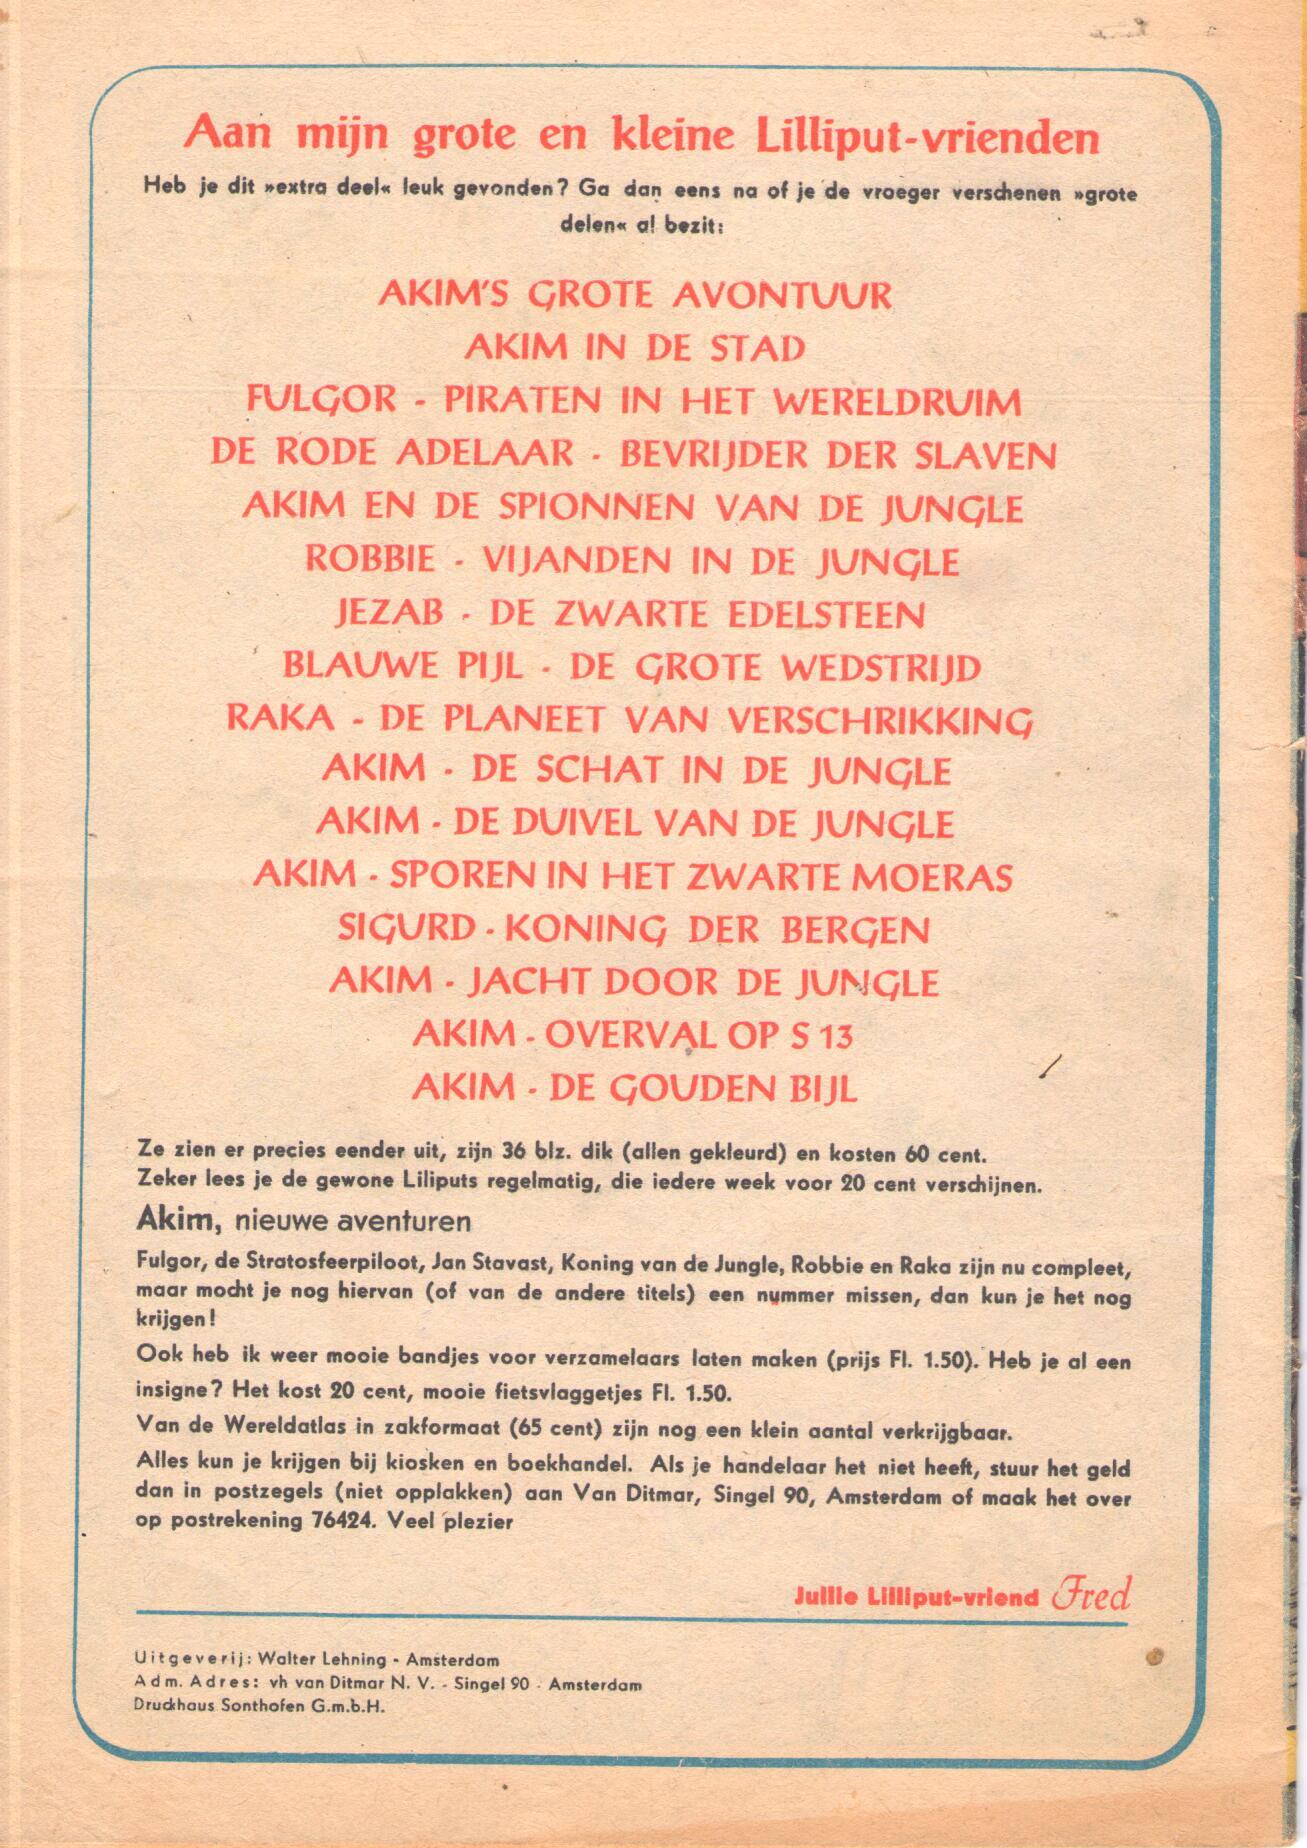 Aan mijn grote en kleine Lilliput-vrienden
Heb je dit »extra deel« leuk gevonden? Ga dan eens na of je de vroeger verschenen »grote
delen« al bezit:
AKIM'S GROTE AVONTUUR
AKIM IN DE STAD
FULGOR - PIRATEN IN HET WERELDRUIM
DE RODE ADELAAR - BEVRIJDER DER SLAVEN
AKIM EN DE SPIONNEN VAN DE JUNGLE
ROBBIE - VIJANDEN IN DE JUNGLE
JEZAB - DE ZWARTE EDELSTEEN
BLAUWE PIJL - DE GROTE WEDSTRIJD
RAKA - DE PLANEET VAN VERSCHRIKKING
AKIM - DE SCHAT IN DE JUNGLE
AKIM - DE DUIVEL VAN DE JUNGLE
AKIM - SPOREN IN HET ZWARTE MOERAS
SIGURD - KONING DER BERGEN
AKIM - JACHT DOOR DE JUNGLE
AKIM - OVERVAL OP S 13
AKIM - DE GOUDEN BIJL
Ze zien er precies eender uit, zijn 36 blz. dik (allen gekleurd) en kosten 60 cent.
Zeker lees je de gewone Liliputs regelmatig, die iedere week voor 20 cent verschijnen.
Akim, nieuwe aventuren
Fulgor, de Stratosfeerpiloot, Jan Stavast, Koning van de Jungle, Robbie en Raka zijn nu compleet,
maar mocht je nog hiervan (of van de andere titels) een nummer missen, dan kun je het nog
krijgen!
Ook heb ik weer mooie bandjes voor verzamelaars laten maken (prijs Fl. 1.50). Heb je al een
insigne? Het kost 20 cent, mooie fietsvlaggetjes Fl. 1.50.
Van de Wereldatlas in zakformaat (65 cent) zijn nog een klein aantal verkrijgbaar.
Alles kun je krijgen bij kiosken en boekhandel. Als je handelaar het niet heeft, stuur het geld
dan in postzegels (niet opplakken) aan Van Ditmar, Singel 90, Amsterdam of maak het over
op postrekening 76424. Veel plezier
Jullie Lilliput-vriend Fred
Uitgeverij: Walter Lehning - Amsterdam
Adm. Adres: vh van Ditmar N. V. - Singel 90 - Amsterdam
Druckhaus Sonthofen G.m.b.H.